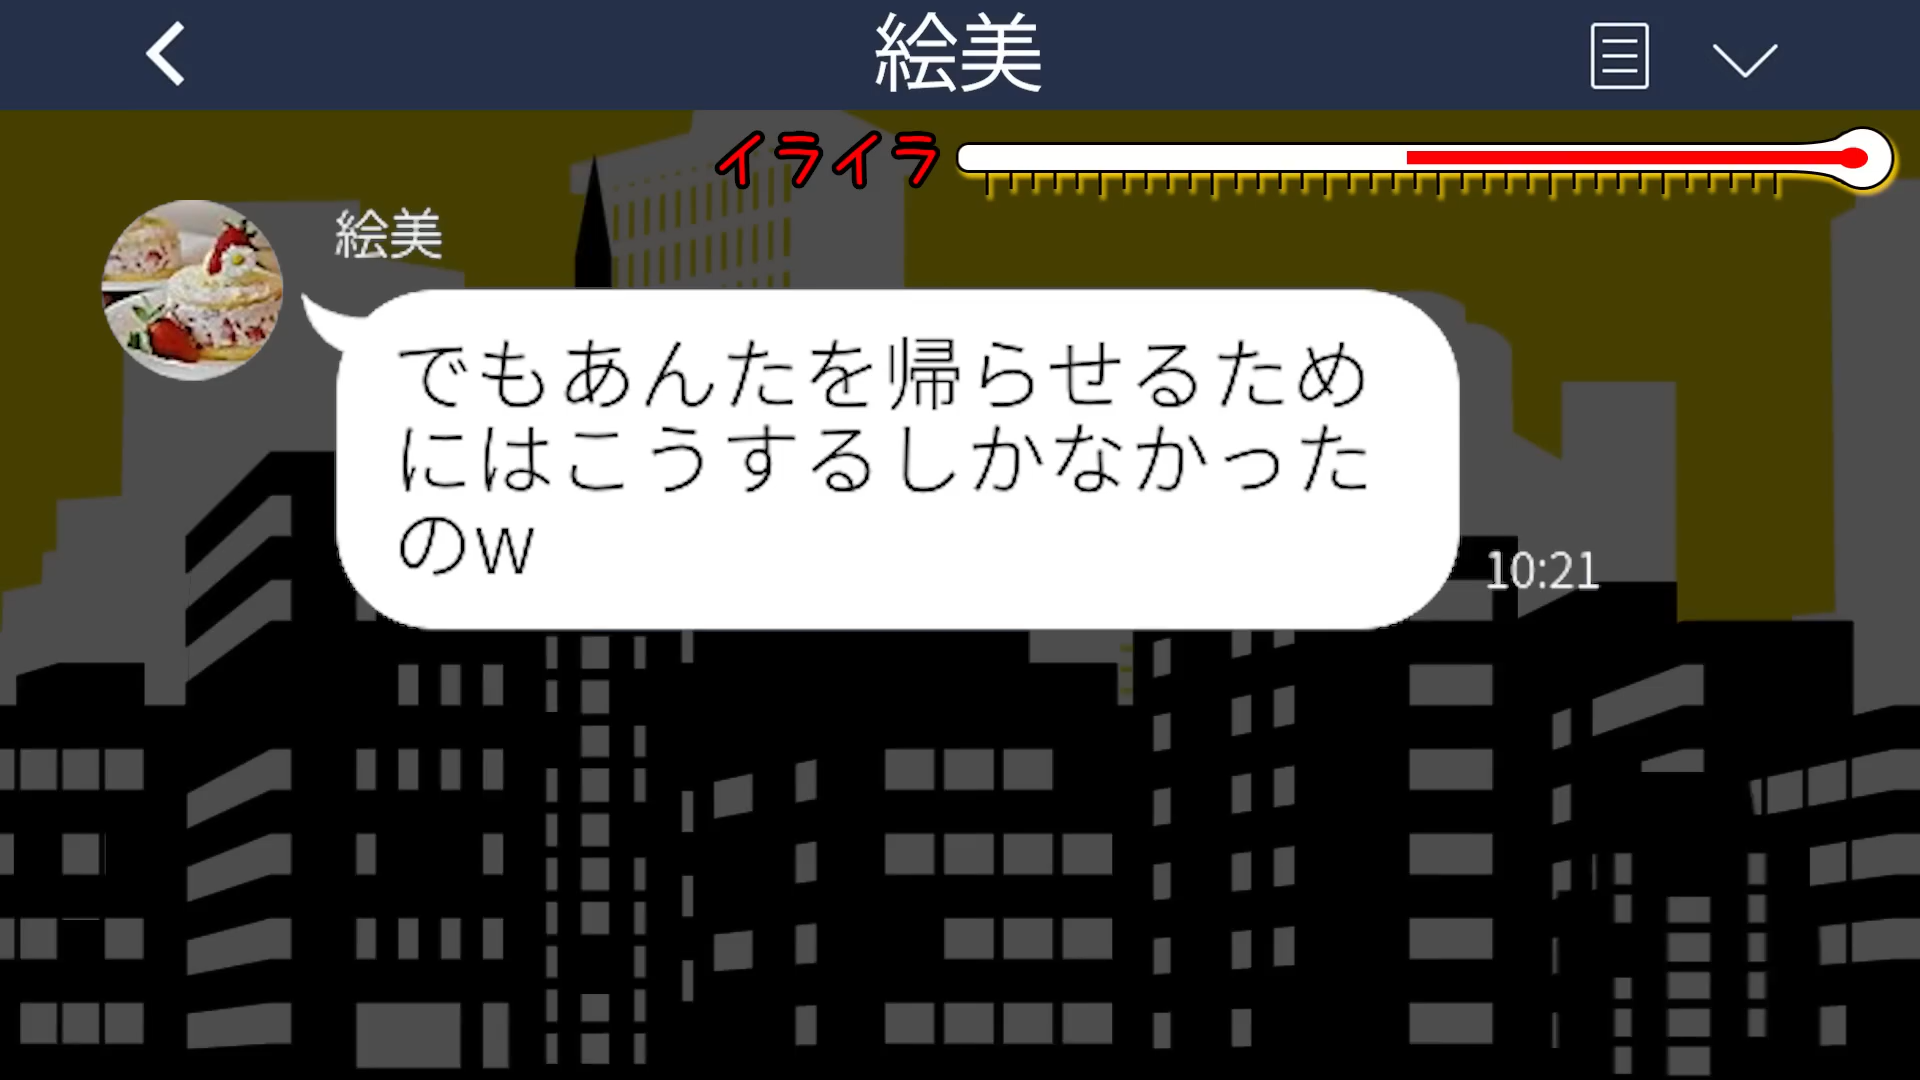 絵美
イライラ
絵美
でもあんたを帰らせるため
にはこうするしかなかった
のw
10:21